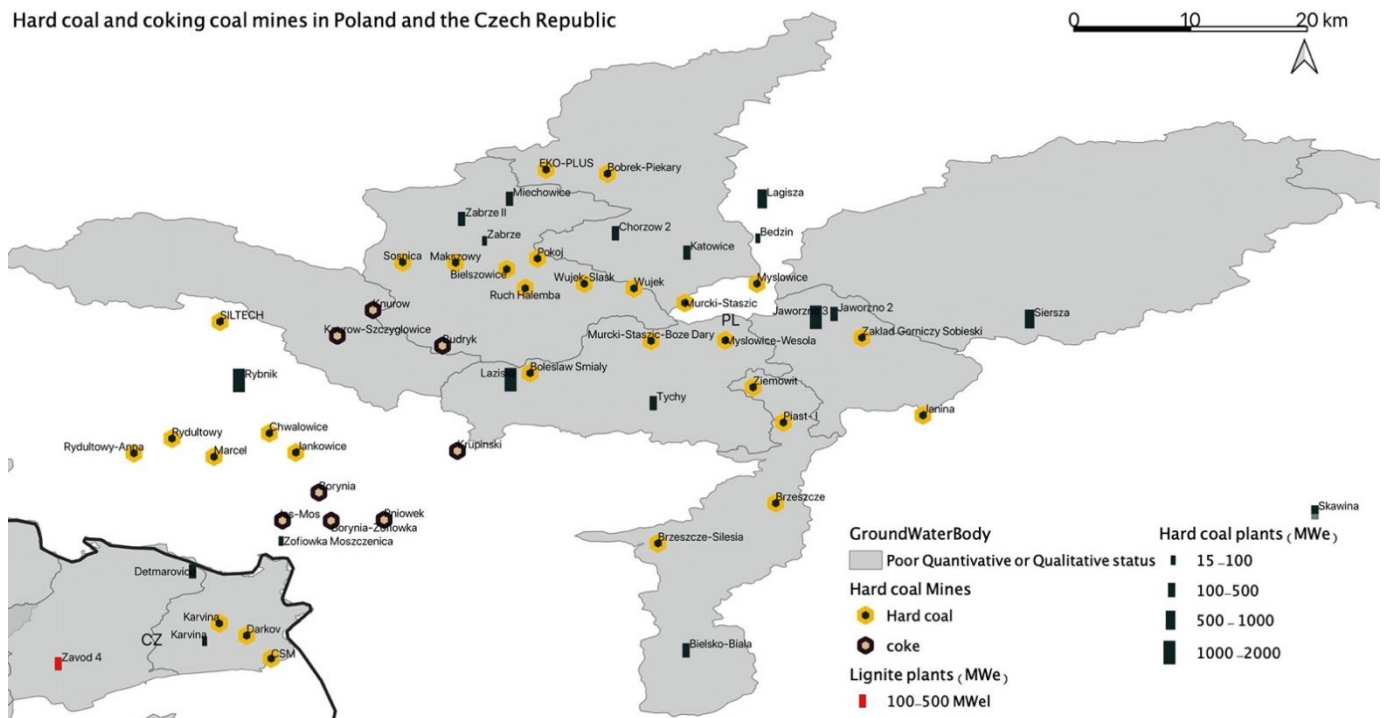 Hard coal and coking coal mines in Poland and the Czech Republic
0 10 20 km
EKO-PLUS
Bobrek-Piekary
Miechowice
Lagisza
Zabrze II
Zabrze
Chorzow 2
Bedzin
Katowice
Sosnica
Makszowy
Pokoj
Bielszowice
Wujek-Slask
Wujek
Myslowice
Ruch Halemba
Murcki-Staszic
Knurow
SILTECH
PL
Jaworzno 3
Jaworzno 2
Siersza
Knurow-Szczyglowice
Budryk
Murcki-Staszic-Boze Dary
Myslowice-Wesola
Zaklad Gorniczy Sobieski
Rybnik
Laziska
Boleslaw Smialy
Ziemowit
Tychy
Piast-I
Janina
Chwalowice
Rydultowy
Rydultowy-Anna
Marcel
Jankowice
Krupinski
Borynia
Jas-Mos
Borynia-Zofiowka
Pniowek
Zofiowka Moszczenica
Brzeszcze
Brzeszcze-Silesia
Skawina
Detmarovice
Karvina
Karvina
Darkov
CZ
CSM
Zavod 4
Bielsko-Biala
GroundWaterBody
Poor Quantivative or Qualitative status
Hard coal Mines
Hard coal
coke
Lignite plants (MWe)
100-500 MWel
Hard coal plants (MWe)
15-100
100-500
500-1000
1000-2000